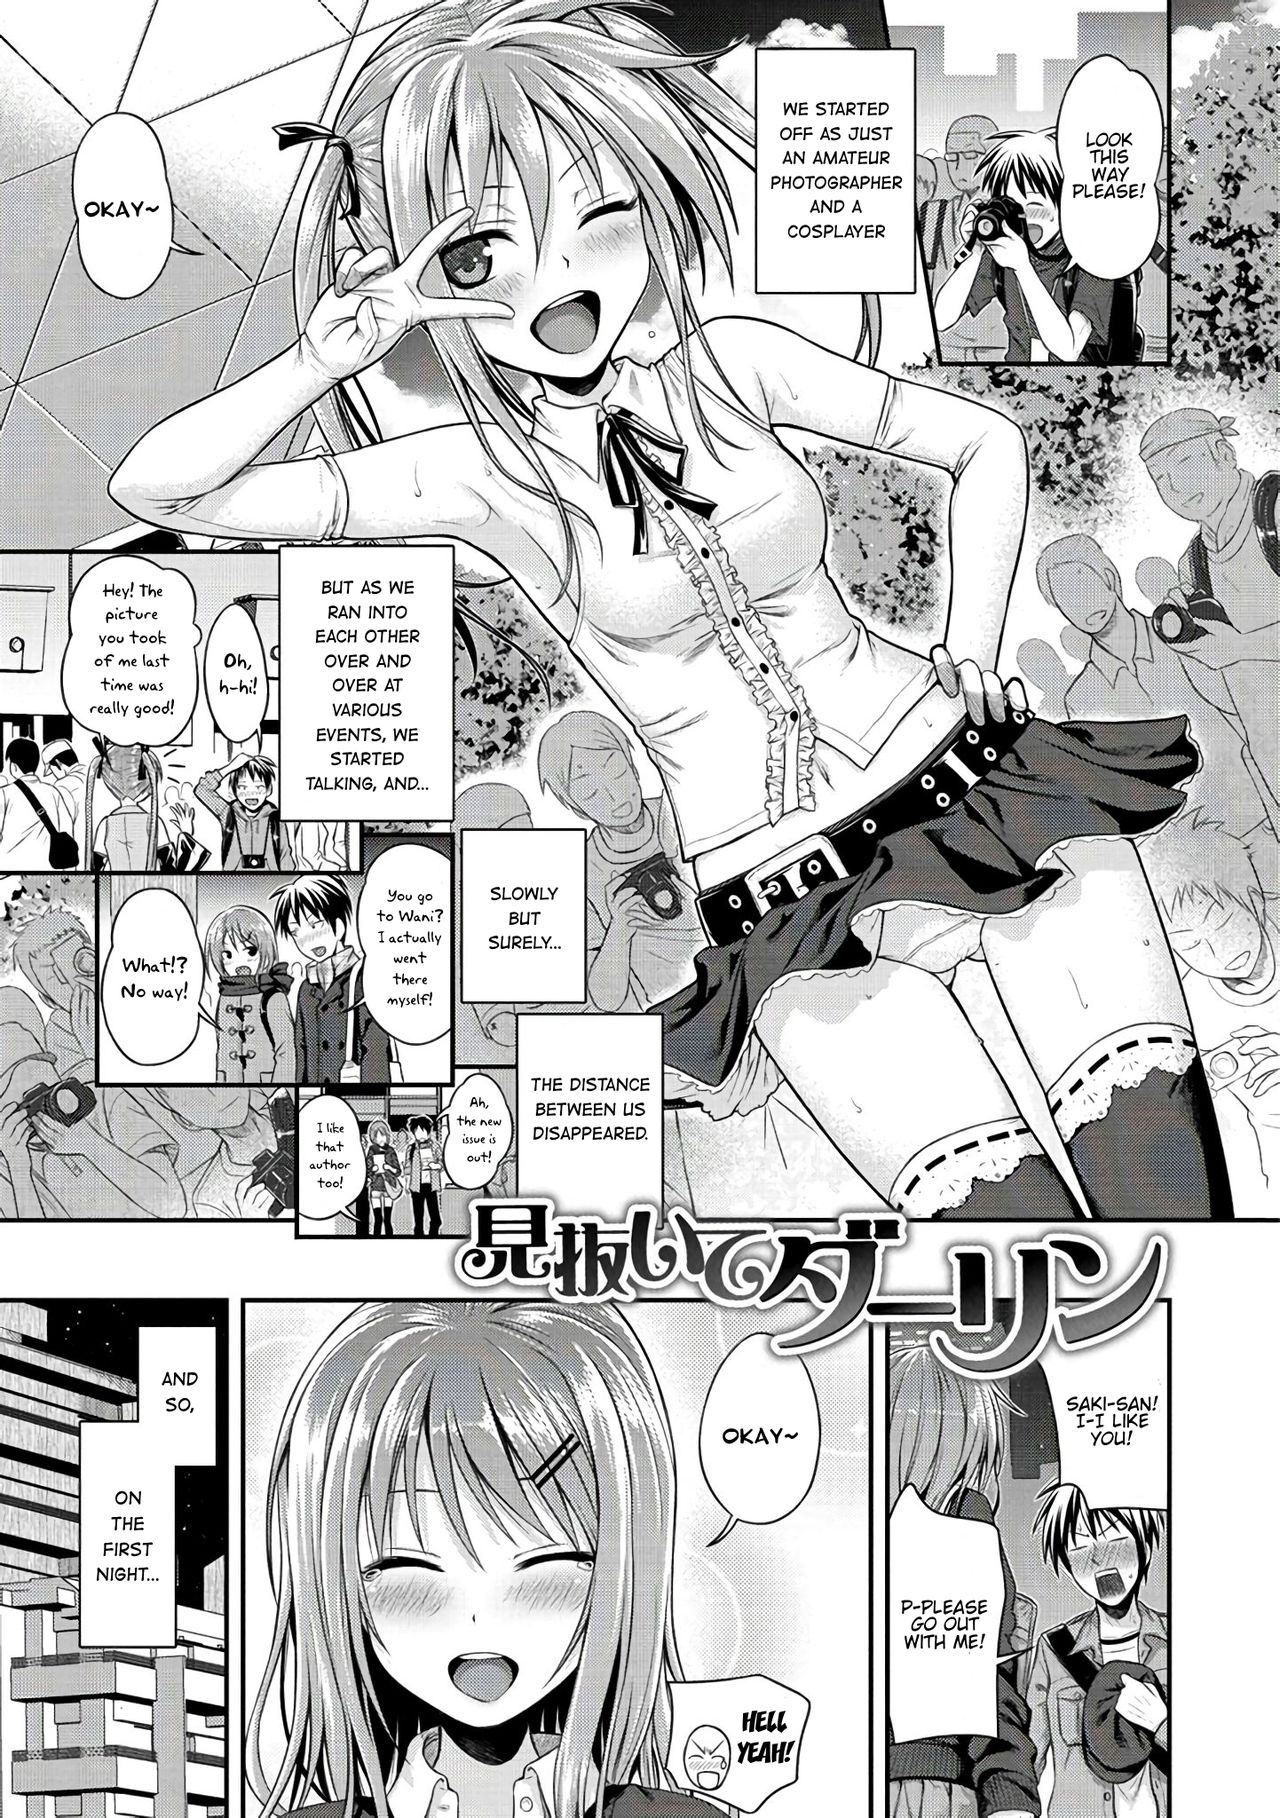 LOOK
THIS
WAY
PLEASE!
WE STARTED
OFF AS JUST
AN AMATEUR
PHOTOGRAPHER
AND A
COSPLAYER
OKAY~
BUT AS WE
RAN INTO
EACH OTHER
OVER AND
OVER AT
VARIOUS
EVENTS, WE
STARTED
TALKING, AND...
Oh,
h-hi!
Hey! The
picture
you took
of me last
time was
really good!
SLOWLY
BUT
SURELY...
You go
to Wani?
I actually
went
there
myself!
What!?
No way!
THE DISTANCE
BETWEEN US
DISAPPEARED.
Ah,
the new
issue is
out!
I like
that
author
too!
見抜いてダーリン
SAKI-SAN!
I-I LIKE
YOU!
P-PLEASE
GO OUT
WITH ME!
OKAY~
HELL
YEAH!
AND
SO,
ON
THE
FIRST
NIGHT...